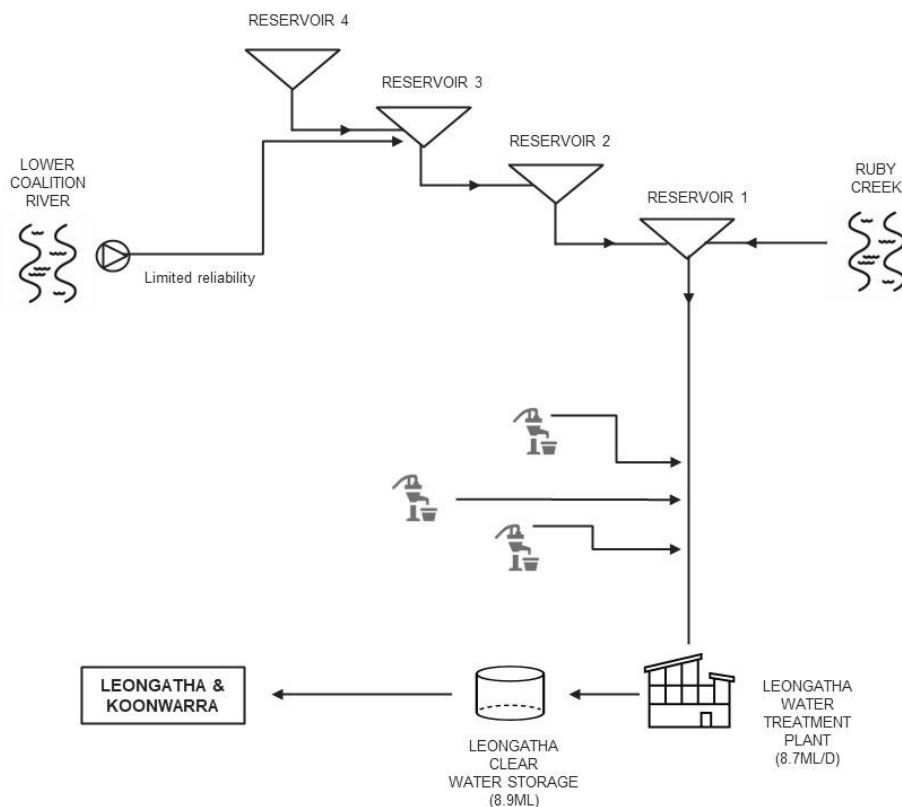 RESERVOIR 4
RESERVOIR 3
RESERVOIR 2
RESERVOIR 1
LOWER
COALITION
RIVER
RUBY
CREEK
Limited reliability
LEONGATHA &
KOONWARRA
LEONGATHA
CLEAR
WATER STORAGE
(8.9ML)
LEONGATHA
WATER
TREATMENT
PLANT
(8.7ML/D)